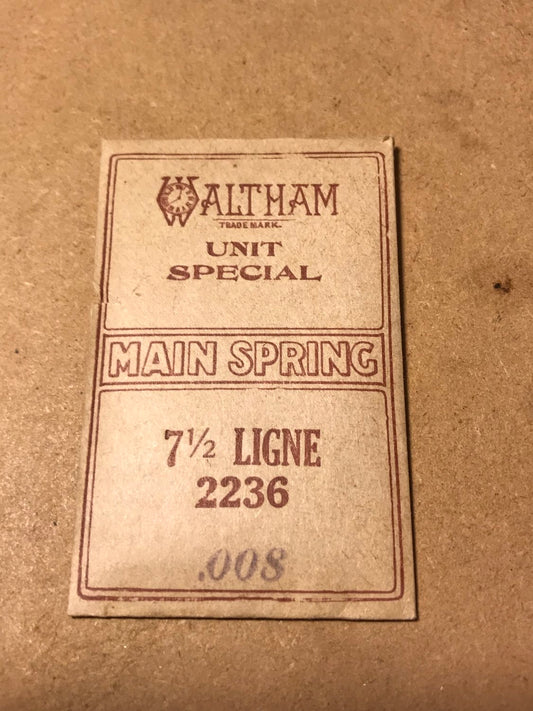 WALTHAM
TRADE MARK.
UNIT
SPECIAL
MAIN SPRING
7½ LIGNE
2236
.008